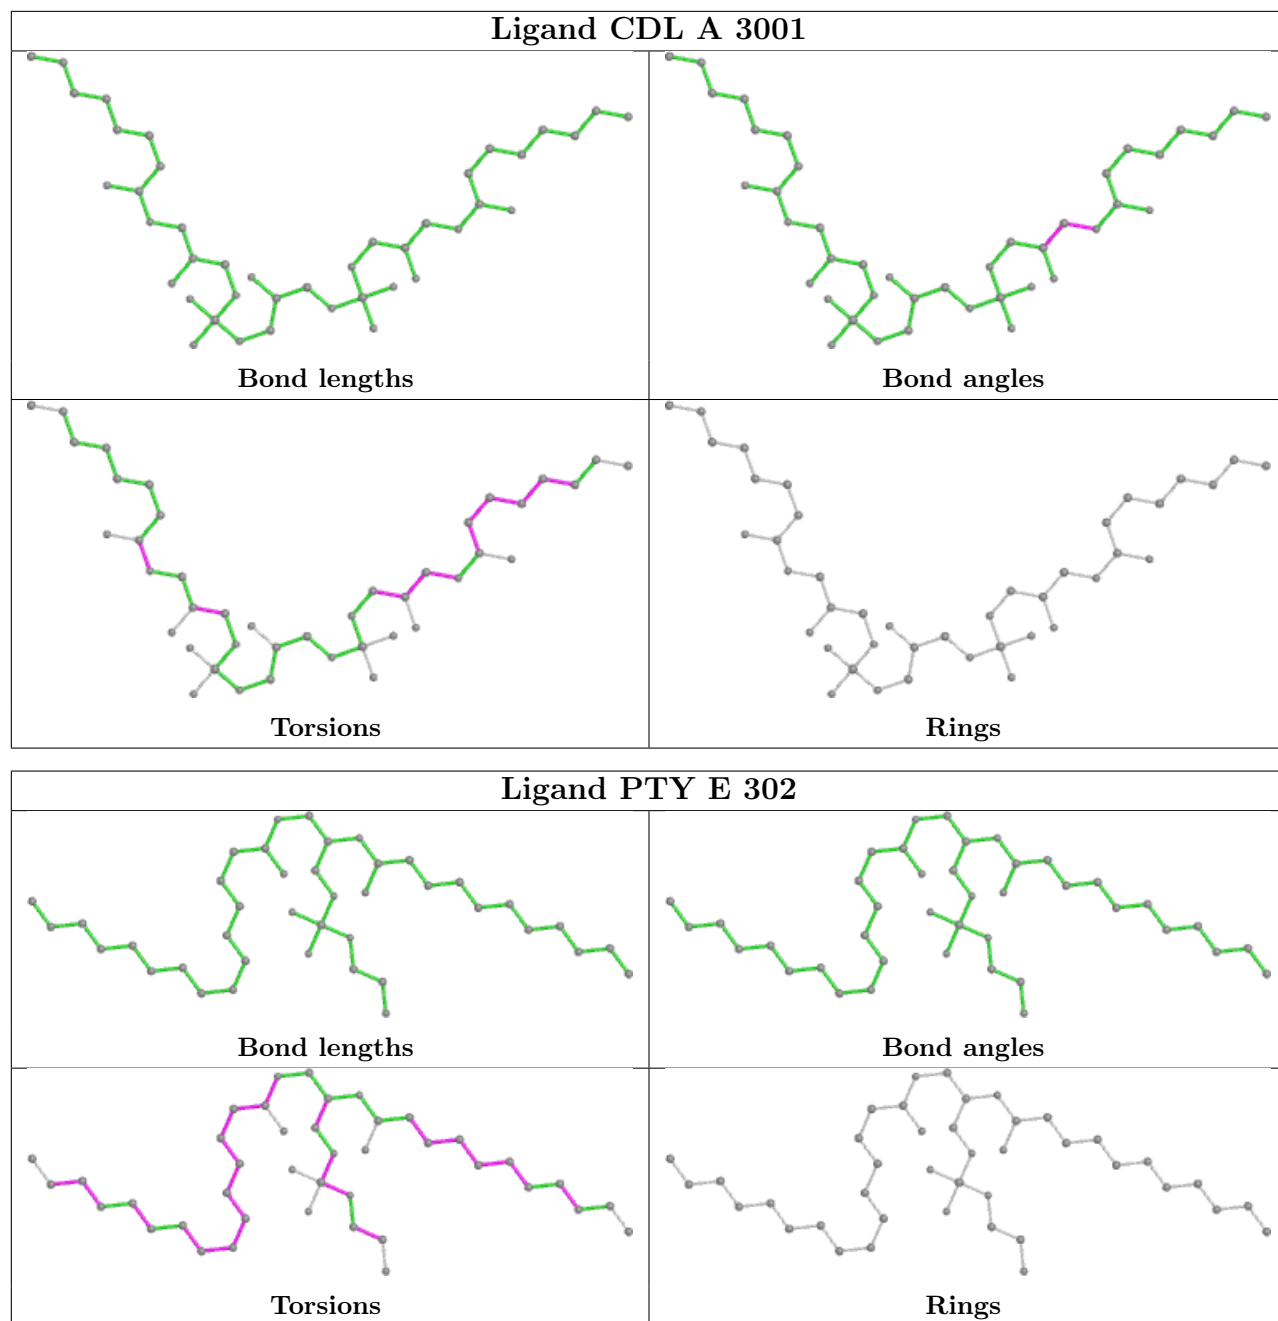 Ligand CDL A 3001
Bond lengths
Bond angles
Torsions
Rings
Ligand PTY E 302
Bond lengths
Bond angles
Torsions
Rings